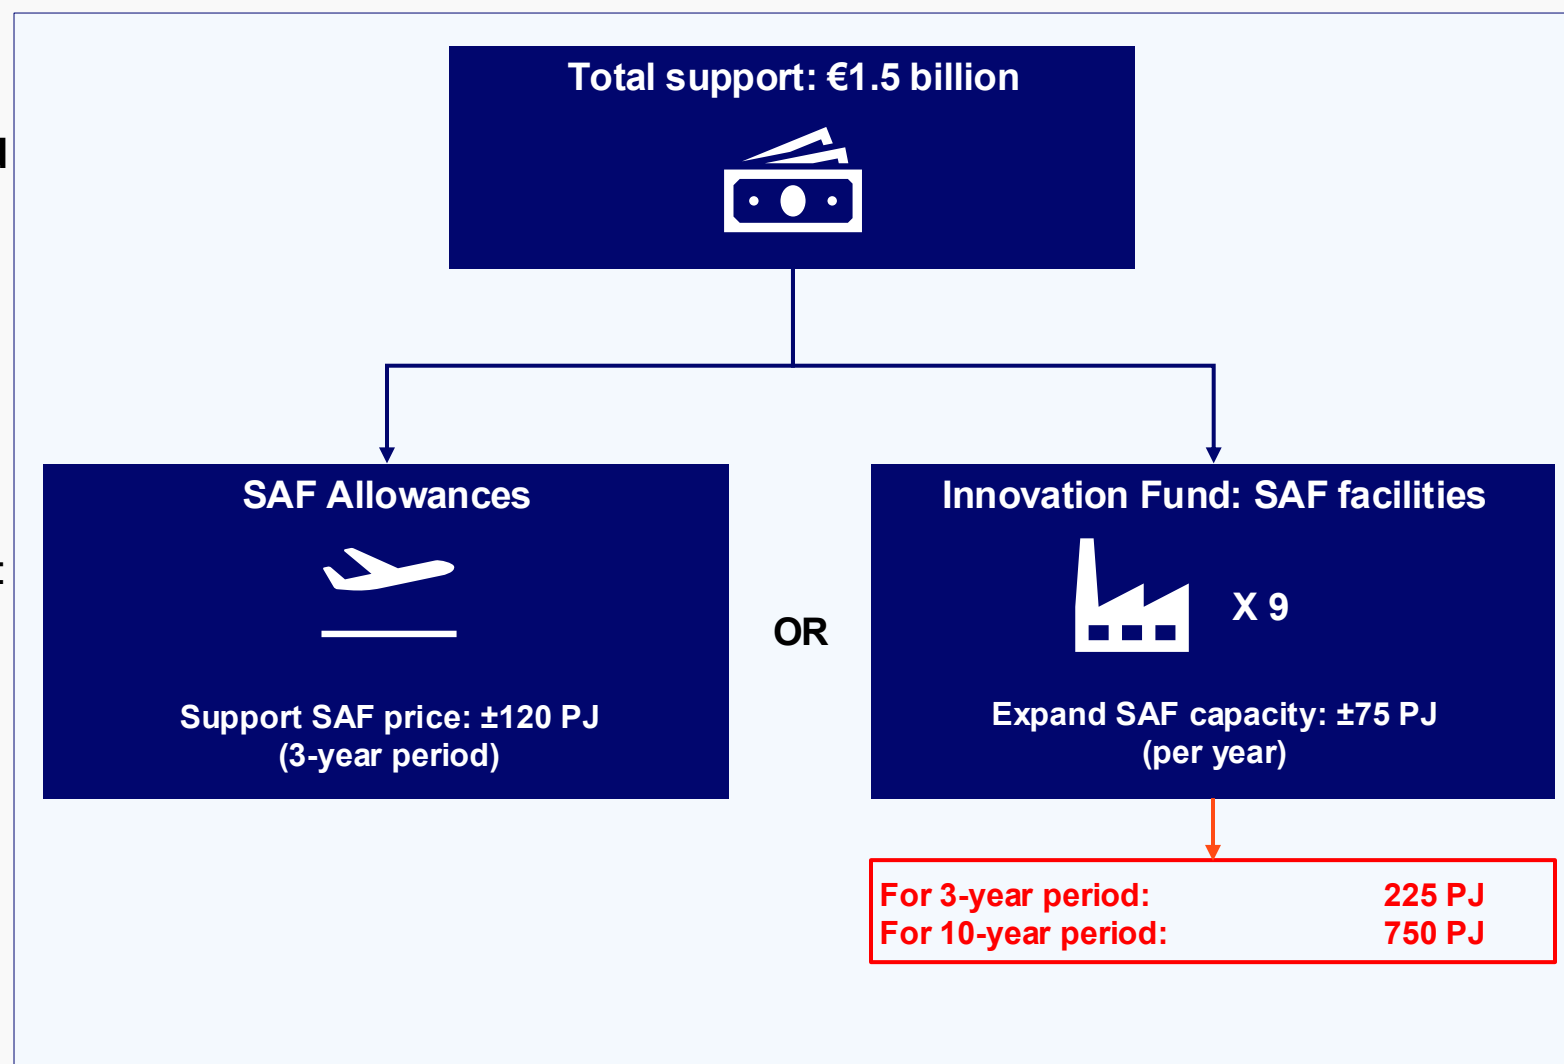 Total support: €1.5 billion
SAF Allowances
Support SAF price: ±120 PJ
(3-year period)
OR
Innovation Fund: SAF facilities
X 9
Expand SAF capacity: ±75 PJ
(per year)
For 3-year period: 225 PJ
For 10-year period: 750 PJ